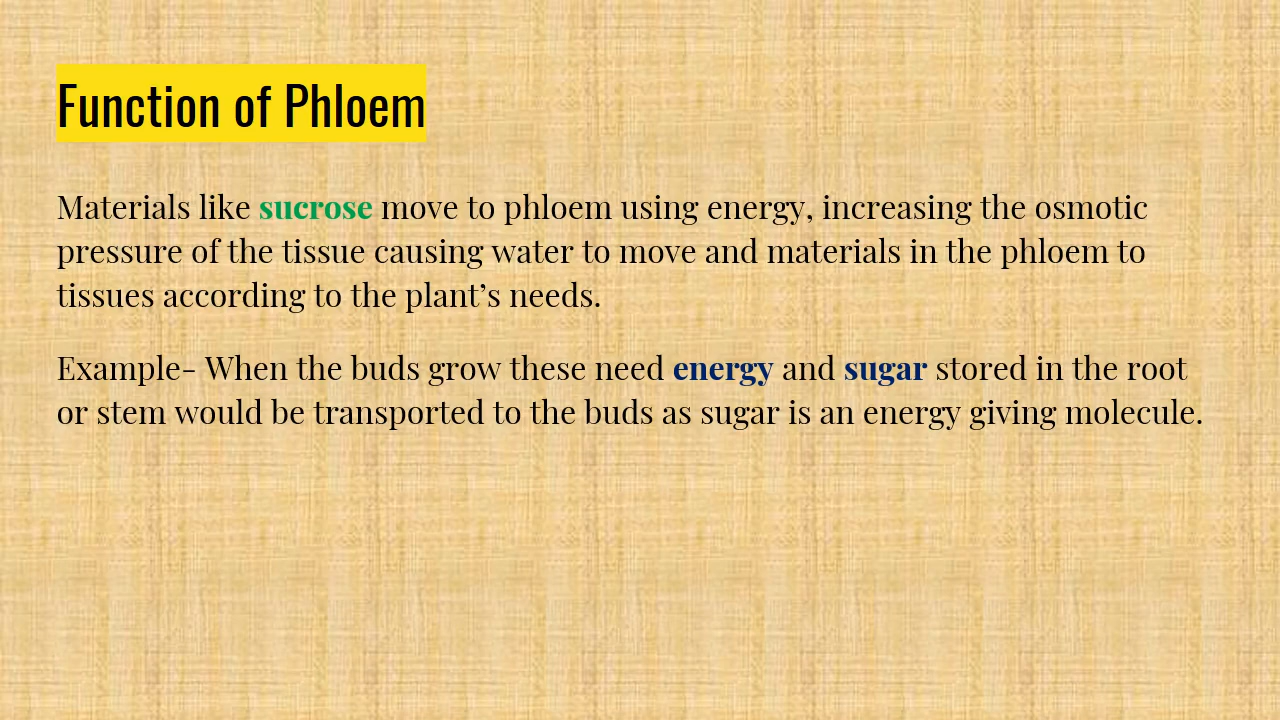 Function of Phloem
Materials like sucrose move to phloem using energy, increasing the osmotic
pressure of the tissue causing water to move and materials in the phloem to
tissues according to the plant’s needs.
Example- When the buds grow these need energy and sugar stored in the root
or stem would be transported to the buds as sugar is an energy giving molecule.